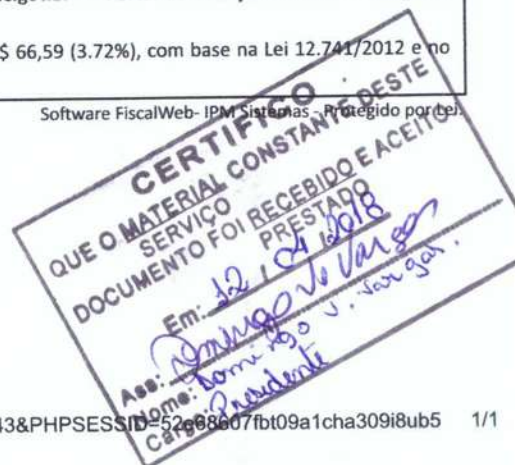 $ 66,59 (3.72%), com base na Lei 12.741/2012 e no
Software FiscalWeb- IPM Sistemas - Protegido por Lei.
CERTIFICO
QUE O MATERIAL CONSTANTE DESTE
SERVIÇO
DOCUMENTO FOI RECEBIDO E ACEITO
PRESTADO
Em: 12 / 04 / 2018
Ass: Domingo V Vargas
Nome: Domingo V. Vargas.
Cargo: Presidente
43&PHPSESSID=52e68607fbt09a1cha309i8ub5 1/1